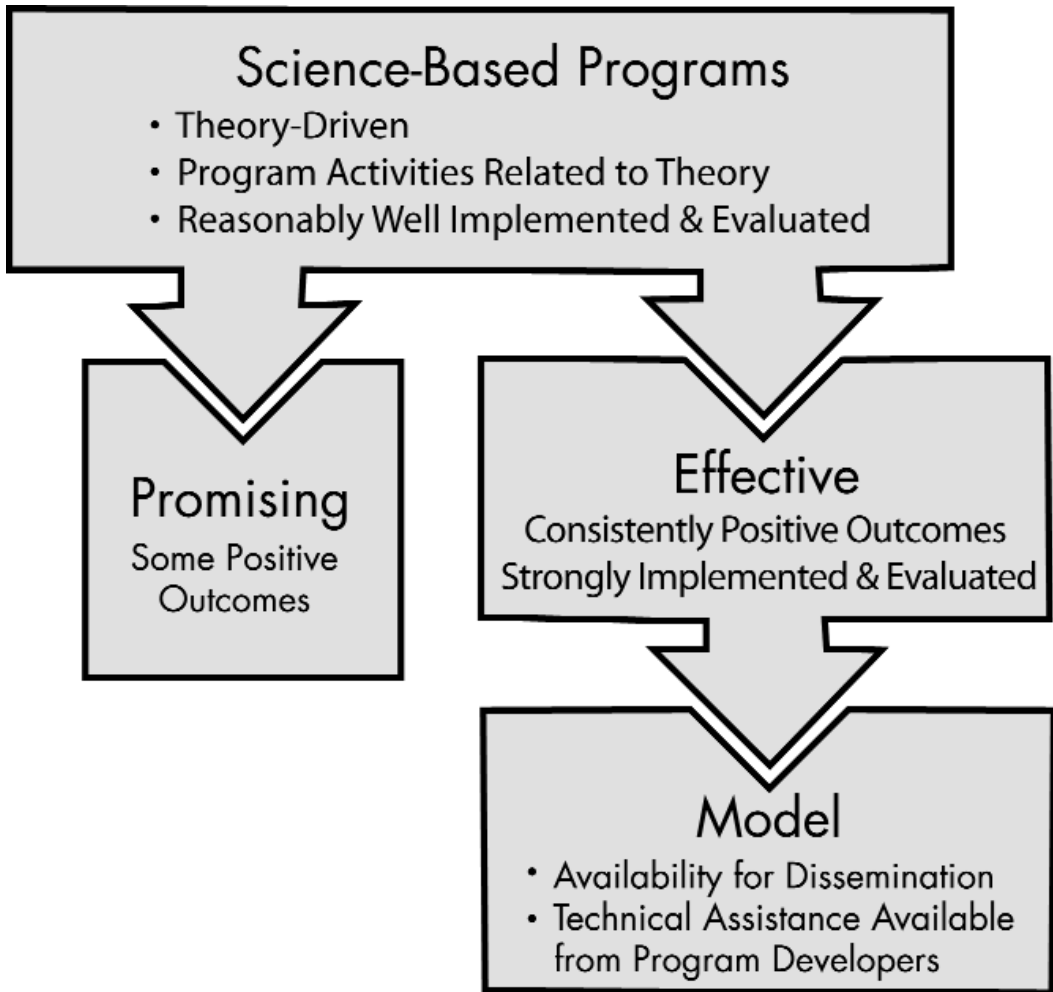 Science-Based Programs
• Theory-Driven
• Program Activities Related to Theory
• Reasonably Well Implemented & Evaluated
Promising
Some Positive
Outcomes
Effective
Consistently Positive Outcomes
Strongly Implemented & Evaluated
Model
• Availability for Dissemination
• Technical Assistance Available
from Program Developers